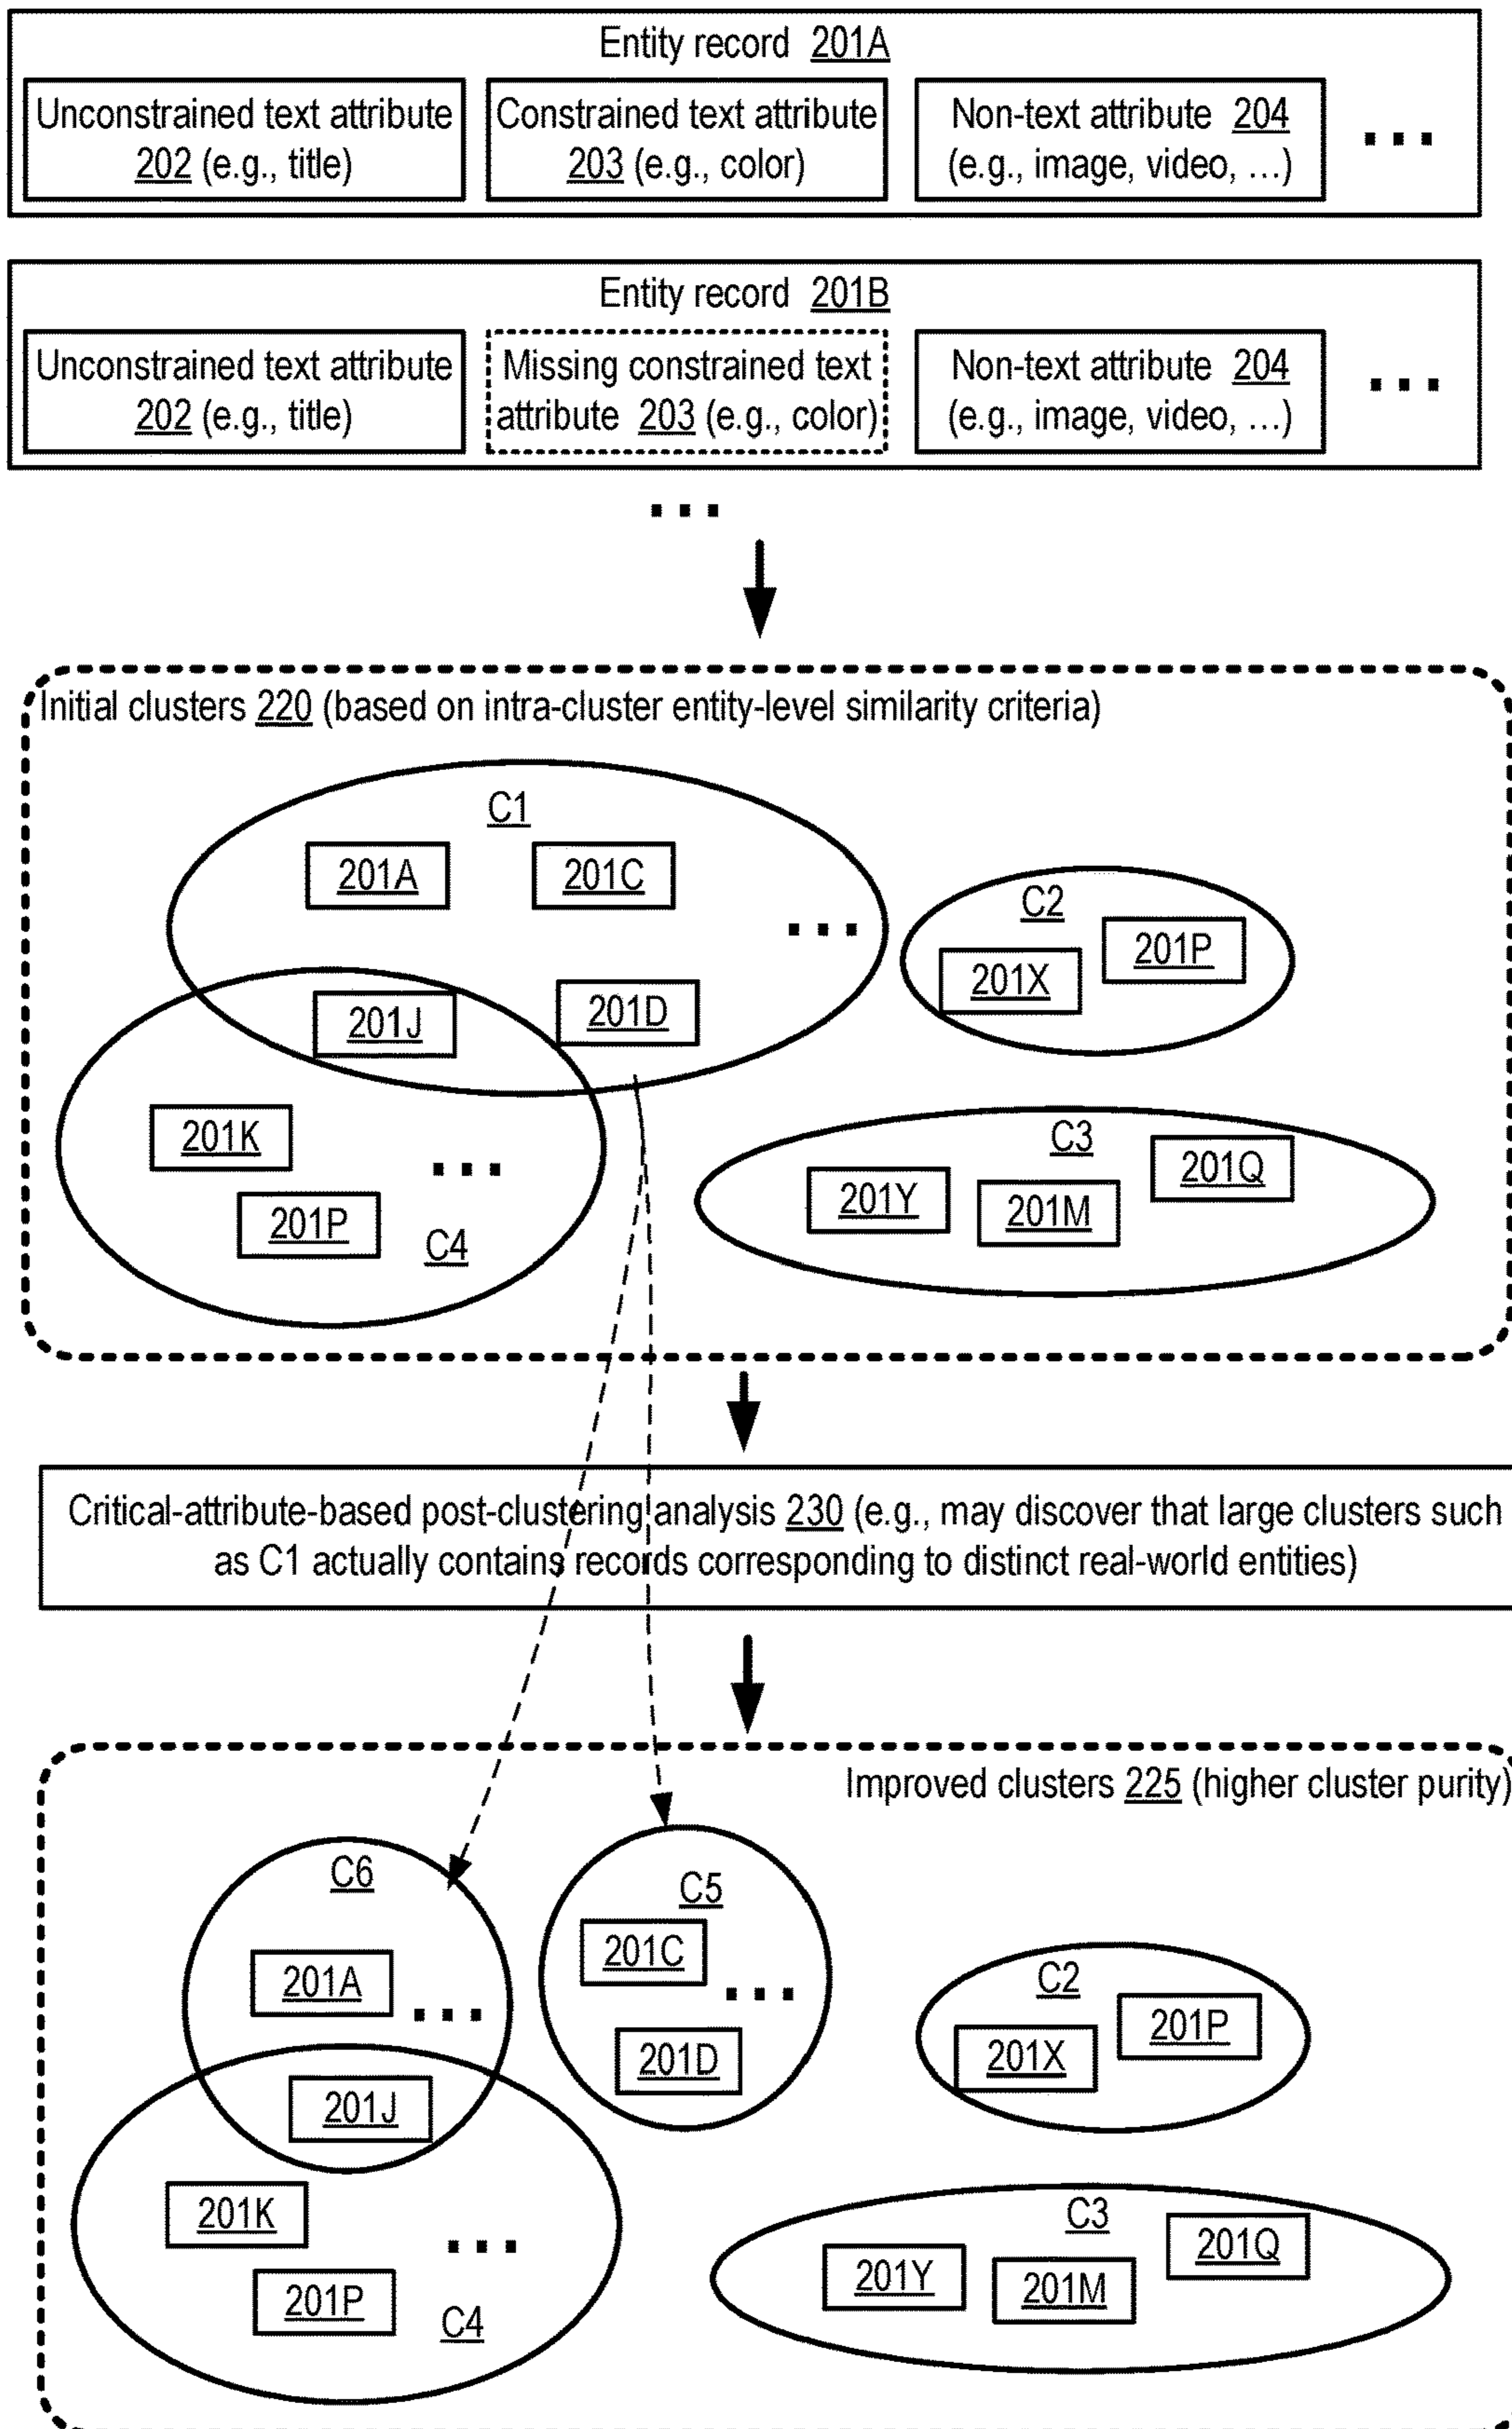 Entity record 201A
Unconstrained text attribute
202 (e.g., title)
Constrained text attribute
203 (e.g., color)
Non-text attribute 204
(e.g., image, video, ...)
...
Entity record 201B
Unconstrained text attribute
202 (e.g., title)
Missing constrained text
attribute 203 (e.g., color)
Non-text attribute 204
(e.g., image, video, ...)
...
...
Initial clusters 220 (based on intra-cluster entity-level similarity criteria)
C1
201A
201C
...
201J
201D
C2
201X
201P
201K
...
201P
C4
C3
201Y
201M
201Q
Critical-attribute-based post-clustering analysis 230 (e.g., may discover that large clusters such
as C1 actually contains records corresponding to distinct real-world entities)
Improved clusters 225 (higher cluster purity)
C6
201A
...
201J
C5
201C
...
201D
C2
201X
201P
201K
...
201P
C4
C3
201Y
201M
201Q